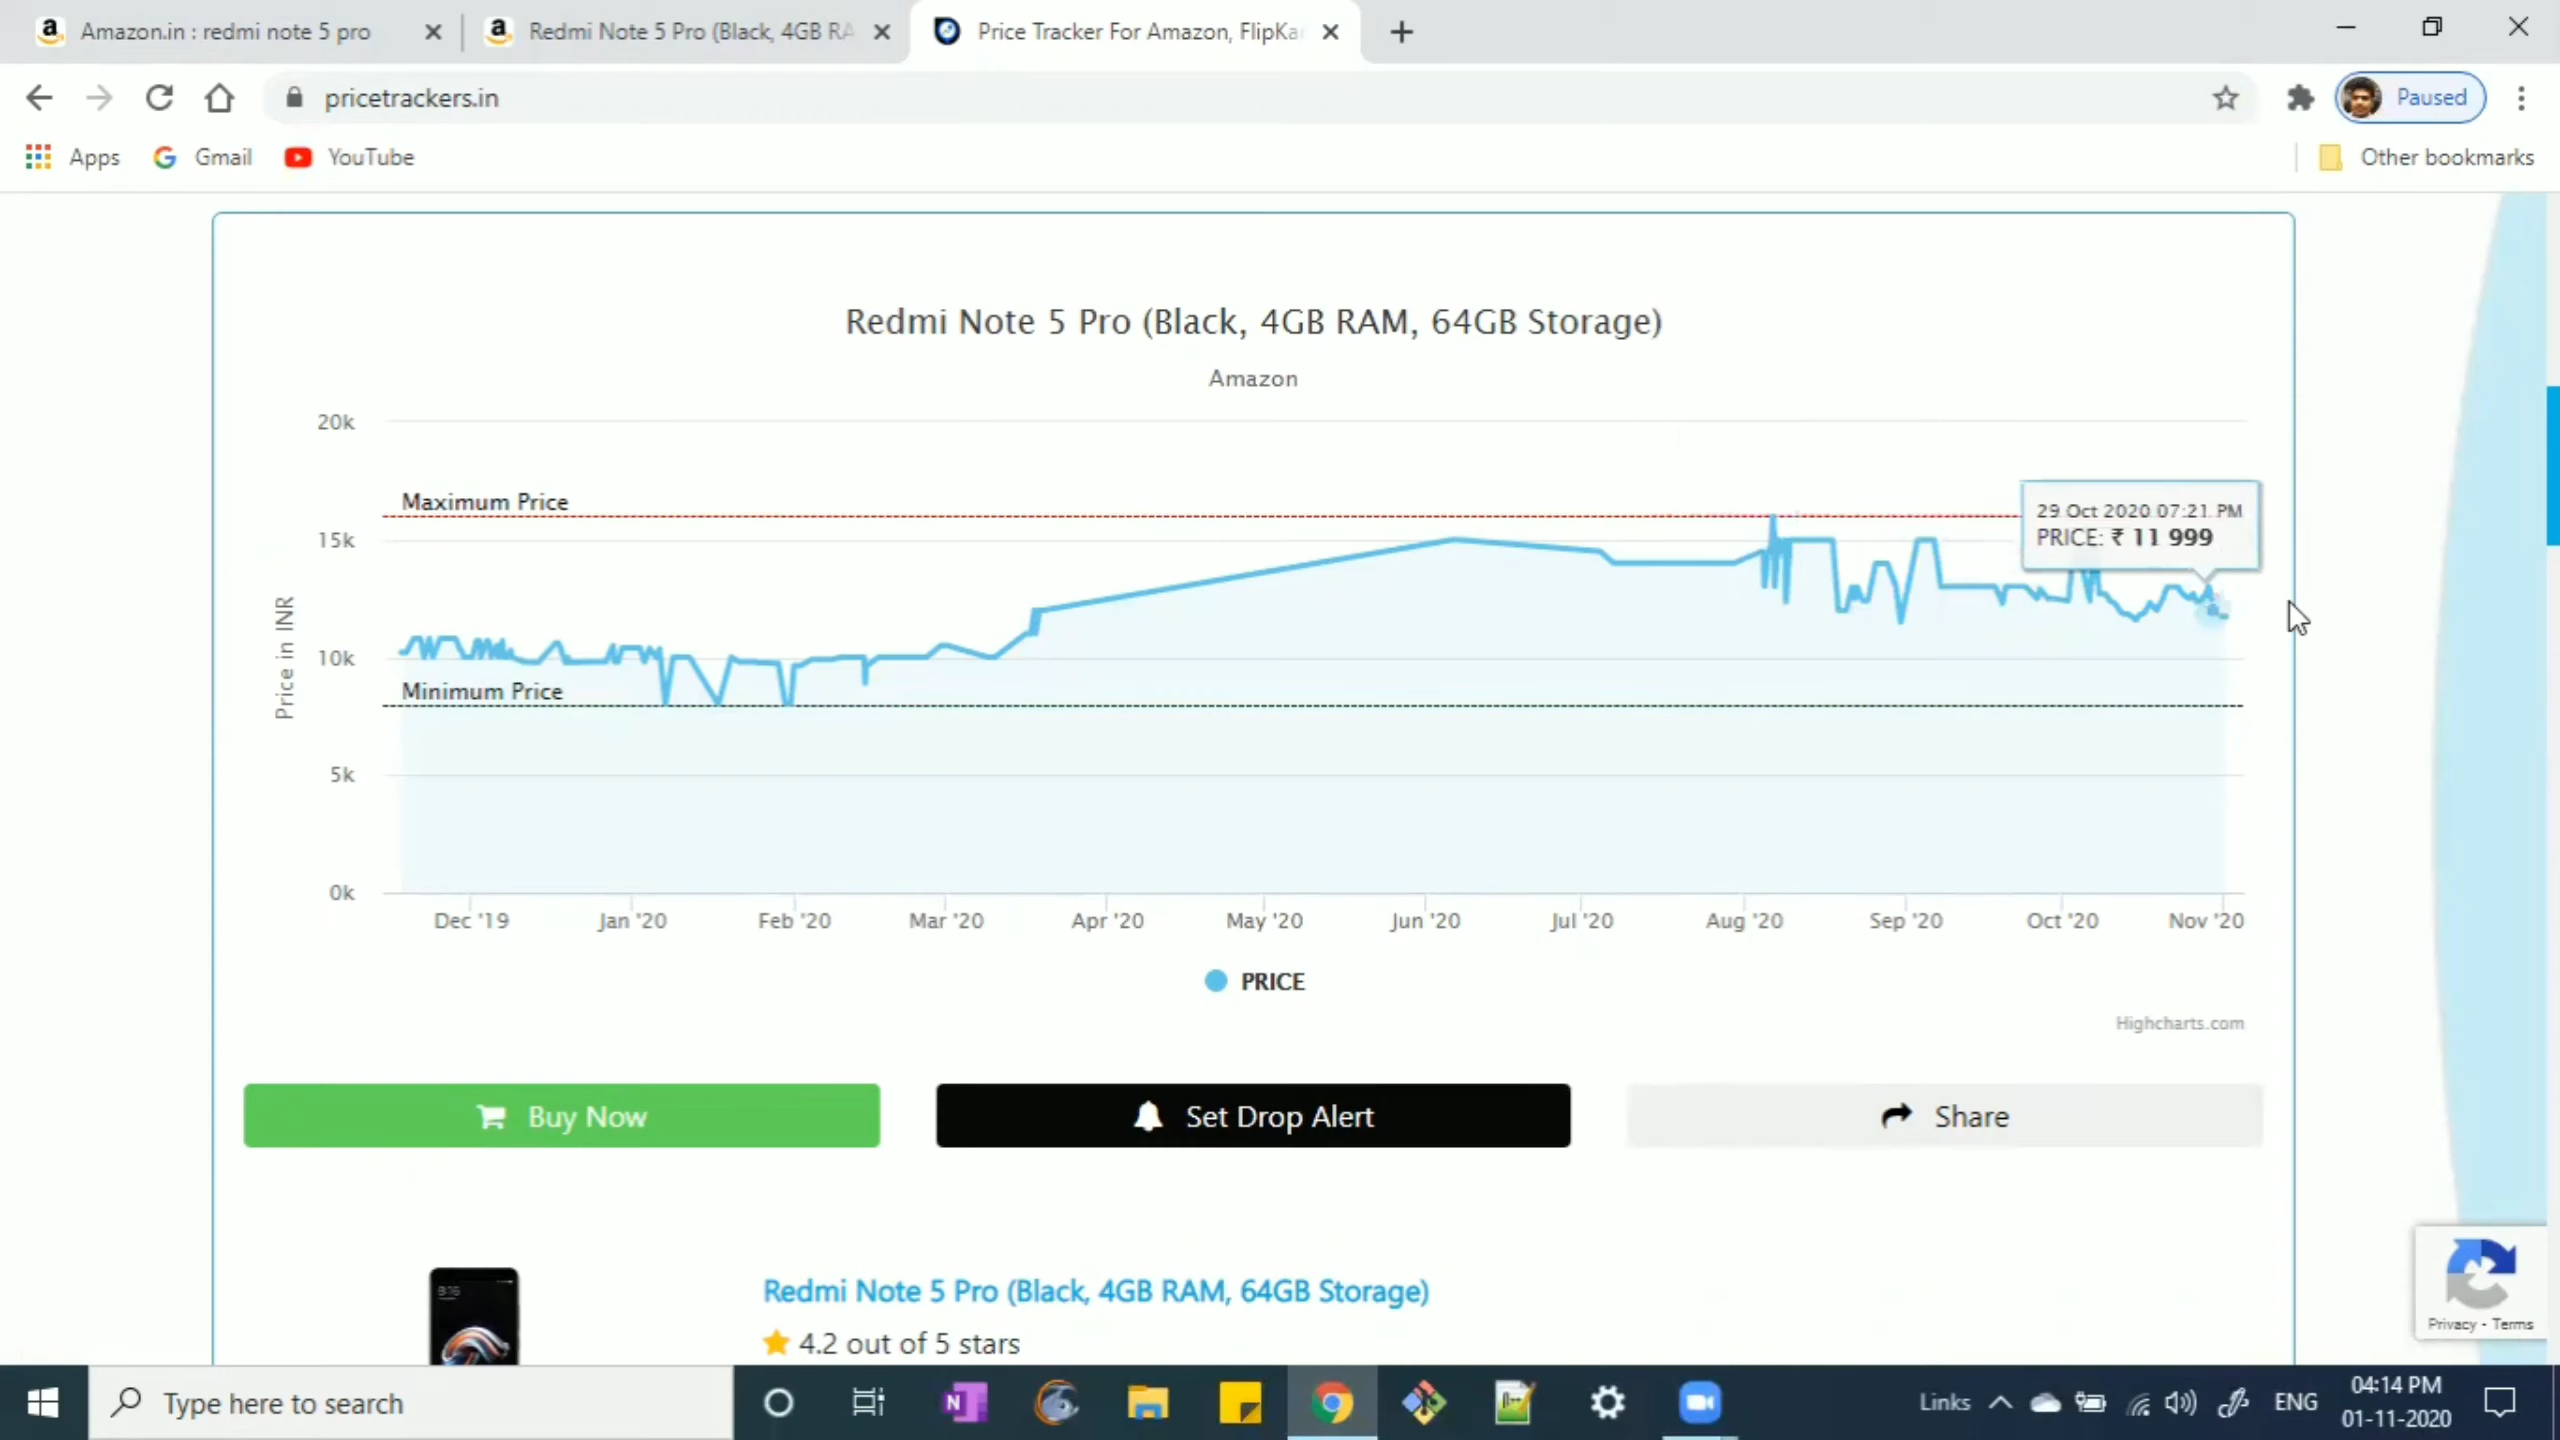 Amazon.in : redmi note 5 pro
Redmi Note 5 Pro (Black, 4GB RA
Price Tracker For Amazon, FlipKa
pricetrackers.in
Paused
Apps
Gmail
YouTube
Other bookmarks
Redmi Note 5 Pro (Black, 4GB RAM, 64GB Storage)
Amazon
20k
Maximum Price
29 Oct 2020 07:21 PM
PRICE: ₹ 11 999
15k
Price in INR
10k
Minimum Price
5k
0k
Dec '19 Jan '20 Feb '20 Mar '20 Apr '20 May '20 Jun '20 Jul '20 Aug '20 Sep '20 Oct '20 Nov '20
PRICE
Highcharts.com
Buy Now
Set Drop Alert
Share
8:16
Redmi Note 5 Pro (Black, 4GB RAM, 64GB Storage)
4.2 out of 5 stars
Privacy - Terms
Type here to search
N
Links
ENG
04:14 PM
01-11-2020